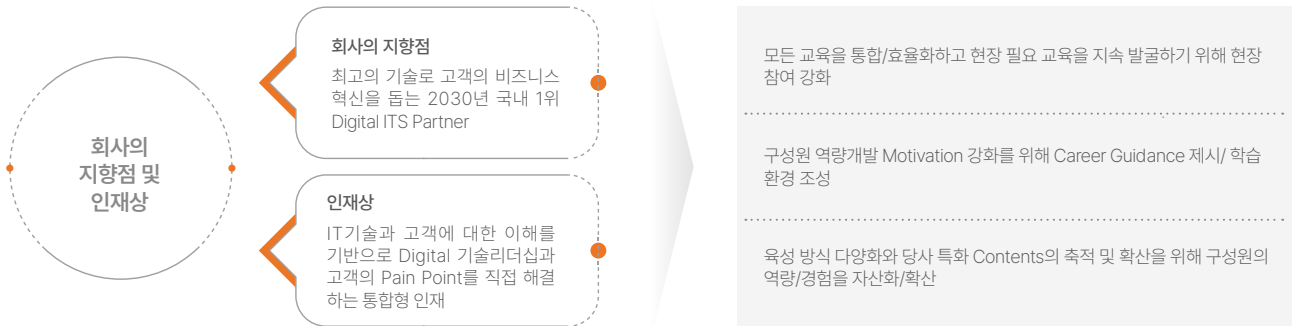 회사의
지향점 및
인재상
회사의 지향점
최고의 기술로 고객의 비즈니스
혁신을 돕는 2030년 국내 1위
Digital ITS Partner
인재상
IT기술과 고객에 대한 이해를
기반으로 Digital 기술리더십과
고객의 Pain Point를 직접 해결
하는 통합형 인재
모든 교육을 통합/효율화하고 현장 필요 교육을 지속 발굴하기 위해 현장
참여 강화
구성원 역량개발 Motivation 강화를 위해 Career Guidance 제시/ 학습
환경 조성
육성 방식 다양화와 당사 특화 Contents의 축적 및 확산을 위해 구성원의
역량/경험을 자산화/확산